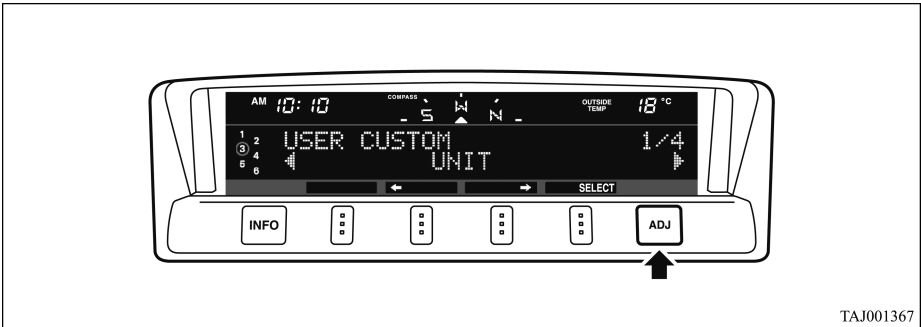 AM 10:10 COMPASS S W N OUTSIDE TEMP 18 °C
1 2 3 4 5 6
USER CUSTOM 1/4
UNIT
← → SELECT
INFO ADJ
TAJ001367